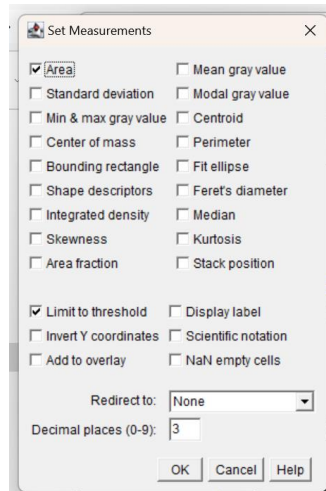 Set Measurements
Area Mean gray value
Standard deviation Modal gray value
Min & max gray value Centroid
Center of mass Perimeter
Bounding rectangle Fit ellipse
Shape descriptors Feret's diameter
Integrated density Median
Skewness Kurtosis
Area fraction Stack position
Limit to threshold Display label
Invert Y coordinates Scientific notation
Add to overlay NaN empty cells
Redirect to: None
Decimal places (0-9): 3
OK Cancel Help